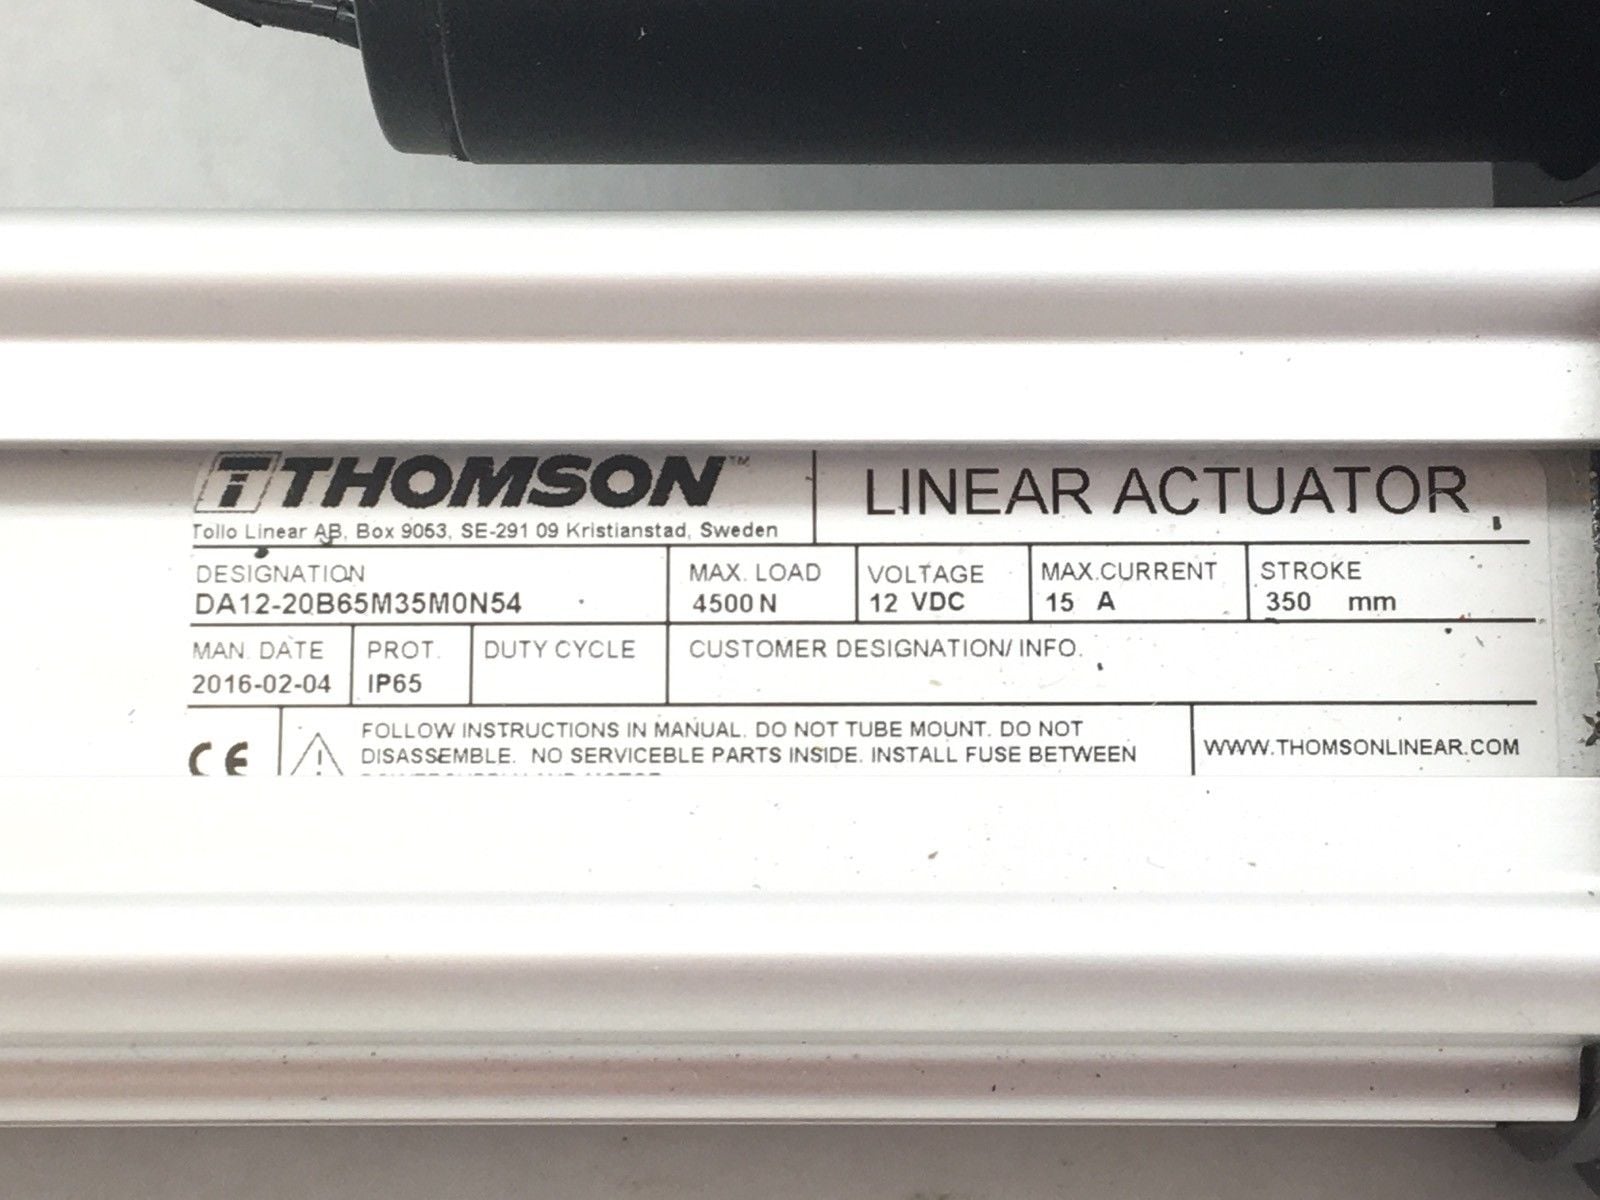 THOMSON™
Tollo Linear AB, Box 9053, SE-291 09 Kristianstad, Sweden
LINEAR ACTUATOR
DESIGNATION
DA12-20B65M35M0N54
MAX. LOAD
4500 N
VOLTAGE
12 VDC
MAX.CURRENT
15 A
STROKE
350 mm
MAN. DATE
2016-02-04
PROT.
IP65
DUTY CYCLE
CUSTOMER DESIGNATION/ INFO.
CE
FOLLOW INSTRUCTIONS IN MANUAL. DO NOT TUBE MOUNT. DO NOT
DISASSEMBLE. NO SERVICEBLE PARTS INSIDE. INSTALL FUSE BETWEEN
WWW.THOMSONLINEAR.COM